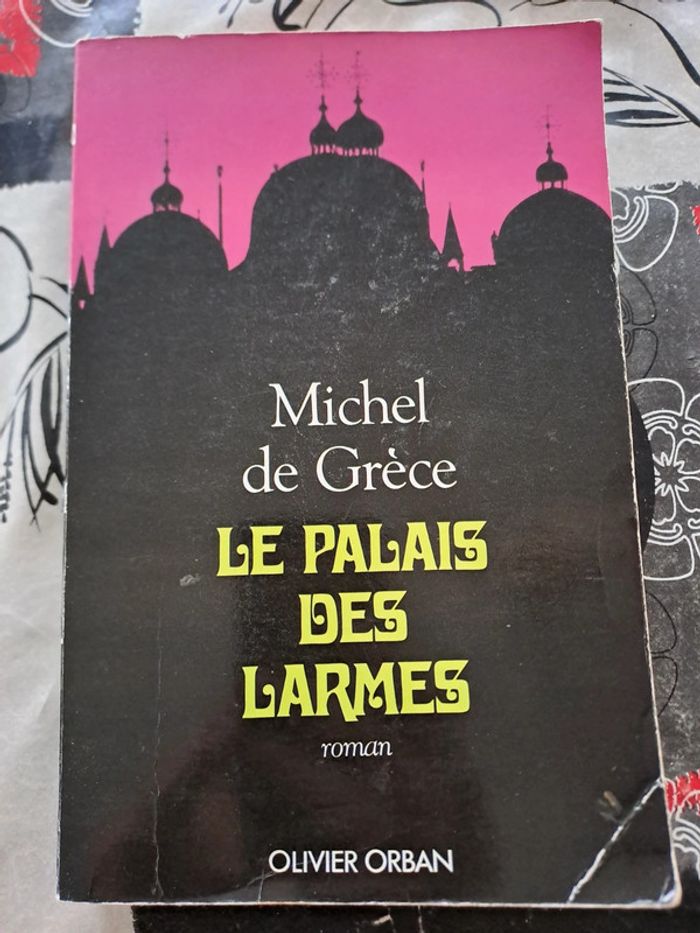 Michel
de Grèce
LE PALAIS
DES
LARMES
roman
OLIVIER ORBAN